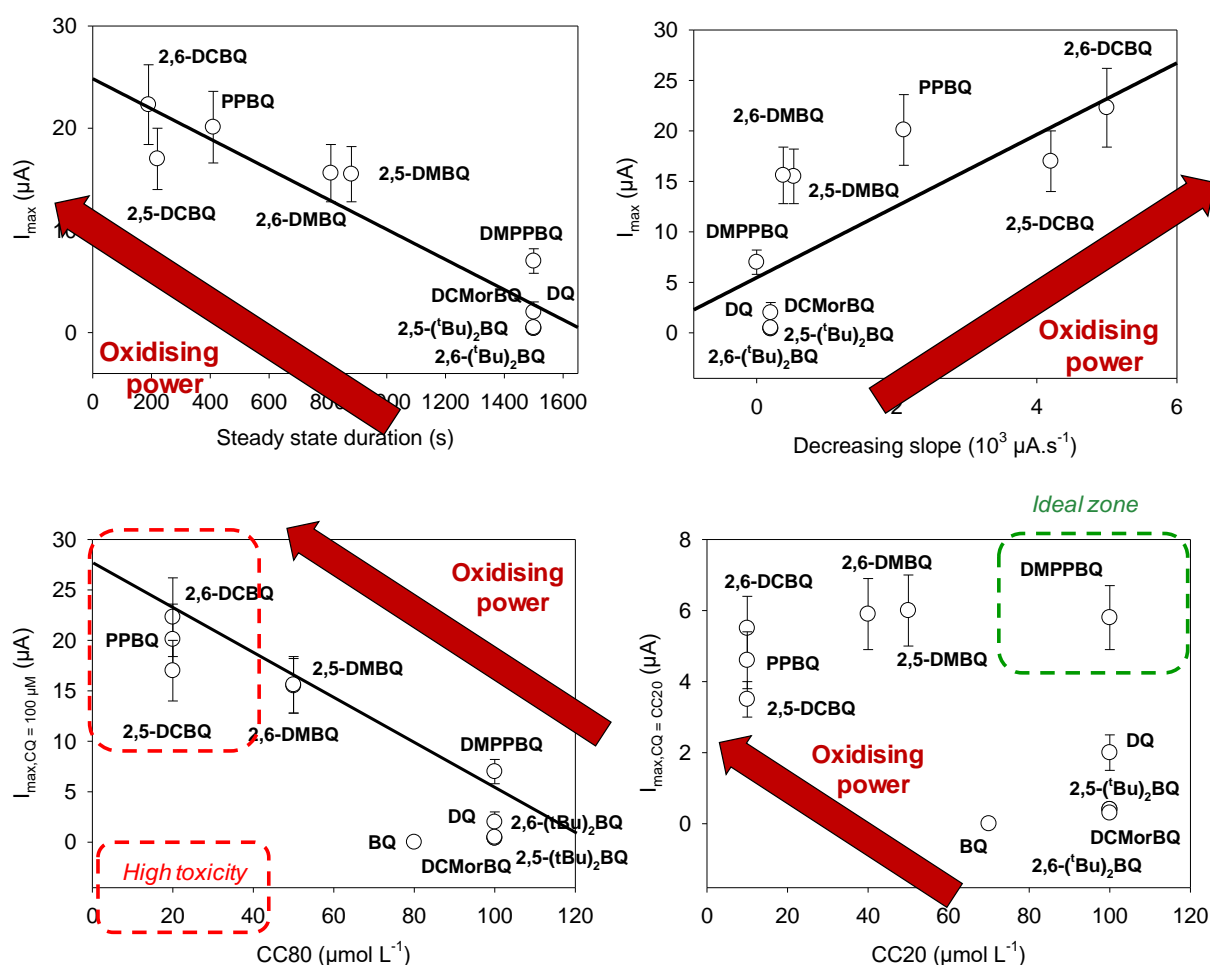 30
20
10
0
I_max (µA)
2,6-DCBQ
PPBQ
2,5-DCBQ
2,6-DMBQ
2,5-DMBQ
DMPPBQ
DCMorBQ
DQ
2,5-(ᵗBu)₂BQ
2,6-(ᵗBu)₂BQ
Oxidising
power
0 200 400 600 800 1000 1200 1400 1600
Steady state duration (s)
30
25
20
15
10
5
0
I_max (µA)
2,6-DCBQ
PPBQ
2,6-DMBQ
2,5-DMBQ
2,5-DCBQ
DMPPBQ
DQ
DCMorBQ
2,5-(ᵗBu)₂BQ
2,6-(ᵗBu)₂BQ
Oxidising
power
0 2 4 6
Decreasing slope (10³ µA.s⁻¹)
30
25
20
15
10
5
0
I_max,CQ = 100 µM (µA)
2,6-DCBQ
PPBQ
2,5-DCBQ
2,5-DMBQ
2,6-DMBQ
DMPPBQ
DQ
2,6-(tBu)₂BQ
BQ
DCMorBQ
2,5-(tBu)₂BQ
Oxidising
power
High toxicity
0 20 40 60 80 100 120
CC80 (µmol L⁻¹)
Ideal zone
8
6
4
2
0
I_max,CQ = CC20 (µA)
2,6-DCBQ
2,6-DMBQ
DMPPBQ
PPBQ
2,5-DMBQ
2,5-DCBQ
DQ
2,5-(ᵗBu)₂BQ
BQ
DCMorBQ
2,6-(ᵗBu)₂BQ
Oxidising
power
0 20 40 60 80 100 120
CC20 (µmol L⁻¹)